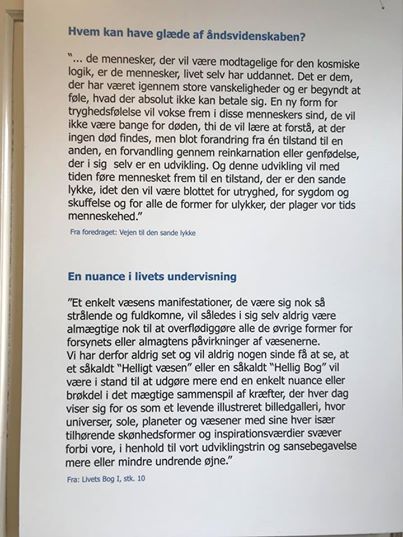 Hvem kan have glæde af åndsvidenskaben?
“... de mennesker, der vil være modtagelige for den kosmiske
logik, er de mennesker, livet selv har uddannet. Det er dem,
der har været igennem store vanskeligheder og er begyndt at
føle, hvad der absolut ikke kan betale sig. En ny form for
tryghedsfølelse vil vokse frem i disse menneskers sind, de vil
ikke være bange for døden, thi de vil lære at forstå, at der
ingen død findes, men blot forandring fra én tilstand til en
anden, en forvandling gennem reinkarnation eller genfødelse,
der i sig selv er en udvikling. Og denne udvikling vil med
tiden føre mennesket frem til en tilstand, der er den sande
lykke, idet den vil være blottet for utryghed, for sygdom og
skuffelse og for alle de former for ulykker, der plager vor tids
menneskehed.”
Fra foredraget: Vejen til den sande lykke
En nuance i livets undervisning
”Et enkelt væsens manifestationer, de være sig nok så
strålende og fuldkomne, vil således i sig selv aldrig være
almægtige nok til at overflødiggøre alle de øvrige former for
forsynets eller almagtens påvirkninger af væsenerne.
Vi har derfor aldrig set og vil aldrig nogen sinde få at se, at
et såkaldt “Helligt væsen” eller en såkaldt “Hellig Bog” vil
være i stand til at udgøre mere end en enkelt nuance eller
brøkdel i det mægtige sammenspil af kræfter, der hver dag
viser sig for os som et levende illustreret billedgalleri, hvor
universer, sole, planeter og væsener med sine hver især
tilhørende skønhedsformer og inspirationsværdier svæver
forbi vore, i henhold til vort udviklingstrin og sansebegavelse
mere eller mindre undrende øjne.”
Fra: Livets Bog I, stk. 10